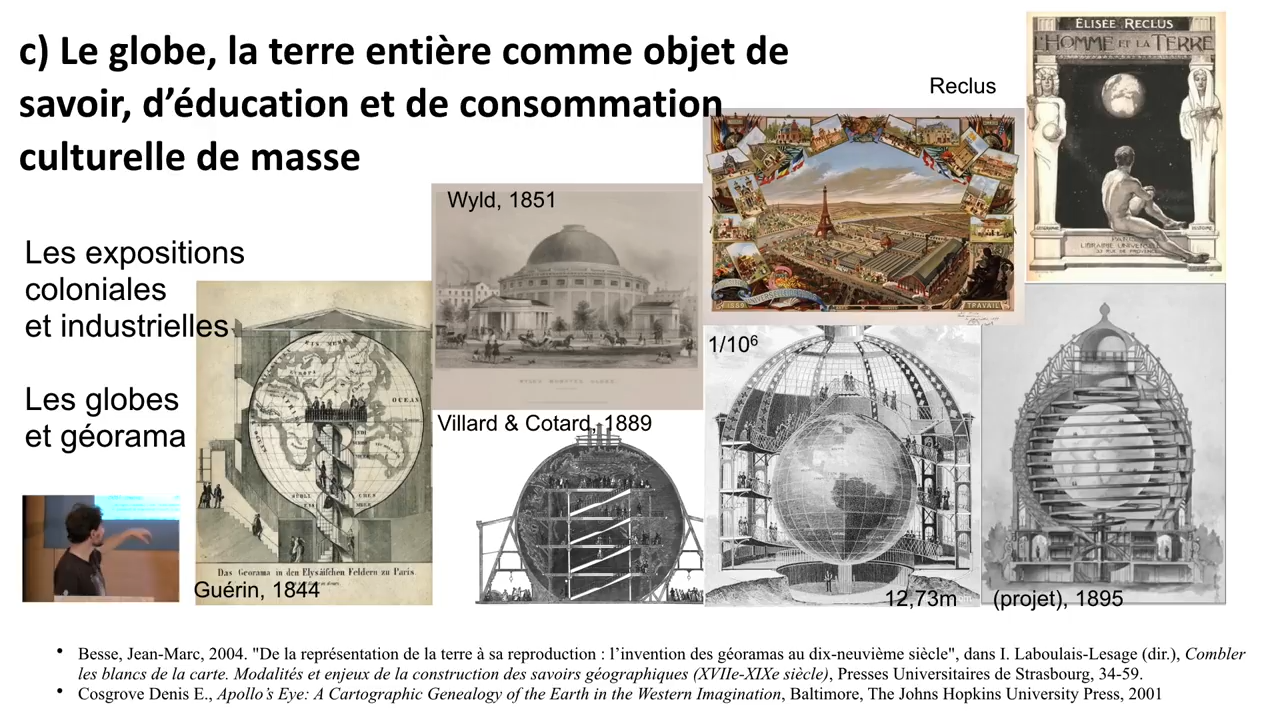 c) Le globe, la terre entière comme objet de
savoir, d’éducation et de consommation
culturelle de masse
Reclus
ÉLISÉE RECLUS
L'HOMME ET LA TERRE
PARIS
LIBRAIRIE UNIVERSELLE
Wyld, 1851
Les expositions
coloniales
et industrielles
TRAVAIL
1889
1/10⁶
Les globes
et géorama
OCEAN
Villard & Cotard, 1889
Das Georama in den Elysäischen Feldern zu Paris.
Guérin, 1844
12,73m
(projet), 1895
• Besse, Jean-Marc, 2004. "De la représentation de la terre à sa reproduction : l’invention des géoramas au dix-neuvième siècle", dans I. Laboulais-Lesage (dir.), Combler
les blancs de la carte. Modalités et enjeux de la construction des savoirs géographiques (XVIIe-XIXe siècle), Presses Universitaires de Strasbourg, 34-59.
• Cosgrove Denis E., Apollo’s Eye: A Cartographic Genealogy of the Earth in the Western Imagination, Baltimore, The Johns Hopkins University Press, 2001